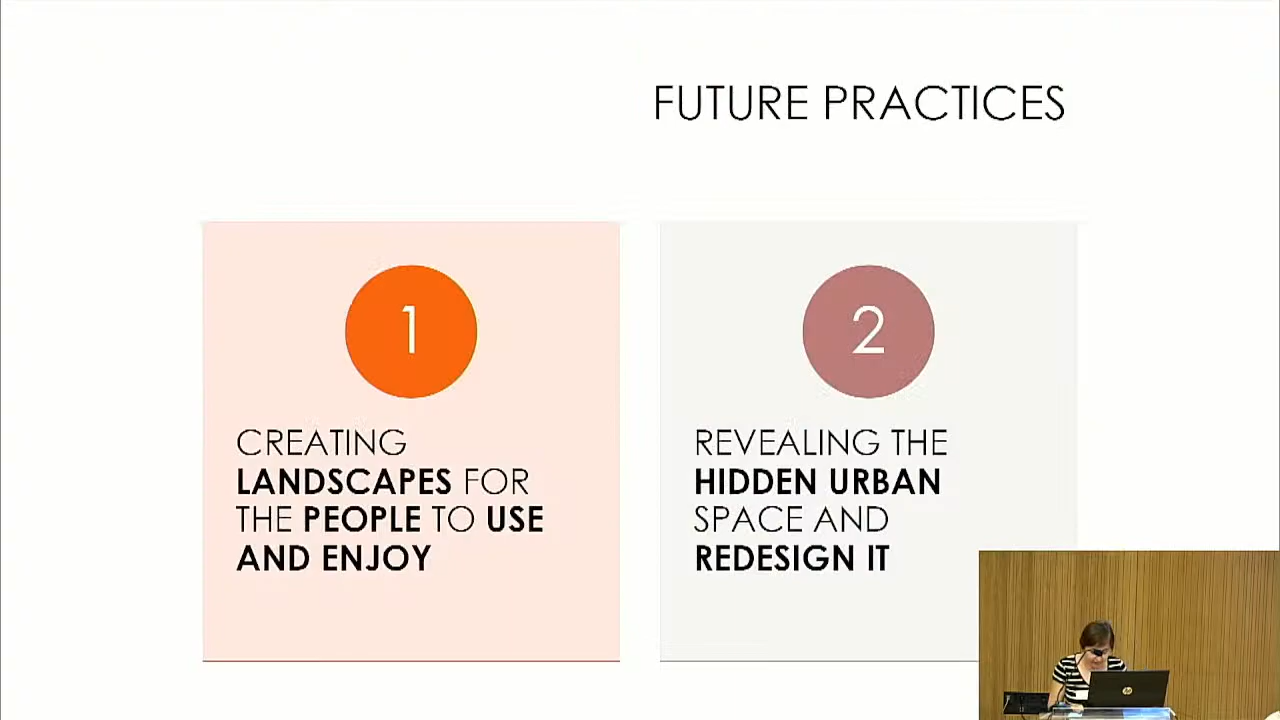 FUTURE PRACTICES
1
CREATING
LANDSCAPES FOR
THE PEOPLE TO USE
AND ENJOY
2
REVEALING THE
HIDDEN URBAN
SPACE AND
REDESIGN IT